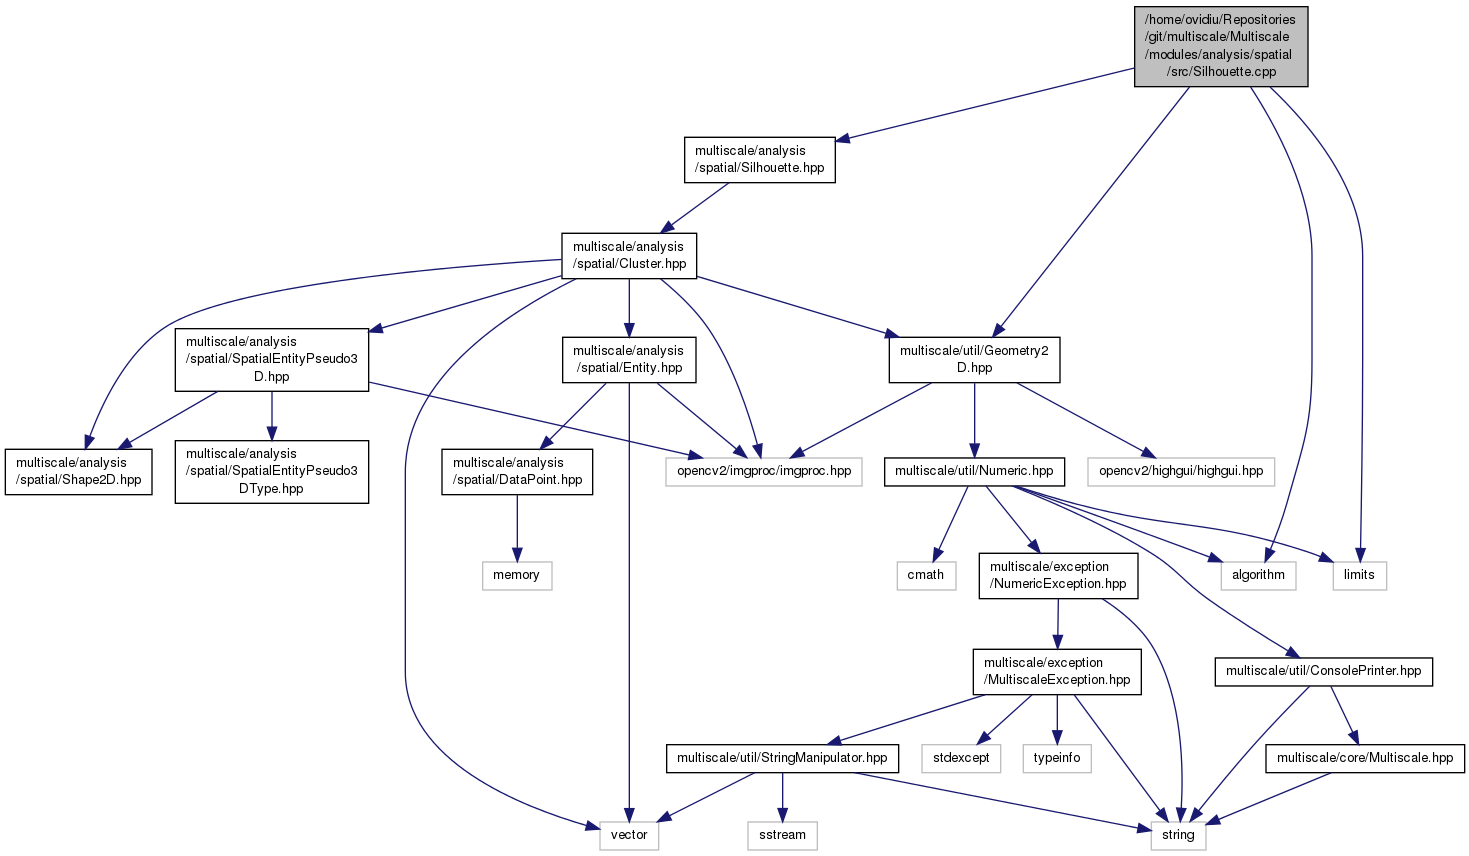 /home/ovidiu/Repositories
/git/multiscale/Multiscale
/modules/analysis/spatial
/src/Silhouette.cpp
multiscale/analysis
/spatial/Silhouette.hpp
multiscale/analysis
/spatial/Cluster.hpp
multiscale/analysis
/spatial/SpatialEntityPseudo3
D.hpp
multiscale/analysis
/spatial/Entity.hpp
multiscale/util/Geometry2
D.hpp
multiscale/analysis
/spatial/Shape2D.hpp
multiscale/analysis
/spatial/SpatialEntityPseudo3
DType.hpp
multiscale/analysis
/spatial/DataPoint.hpp
opencv2/imgproc/imgproc.hpp
multiscale/util/Numeric.hpp
opencv2/highgui/highgui.hpp
memory
cmath
multiscale/exception
/NumericException.hpp
algorithm
limits
multiscale/exception
/MultiscaleException.hpp
multiscale/util/ConsolePrinter.hpp
multiscale/util/StringManipulator.hpp
stdexcept
typeinfo
multiscale/core/Multiscale.hpp
vector
sstream
string